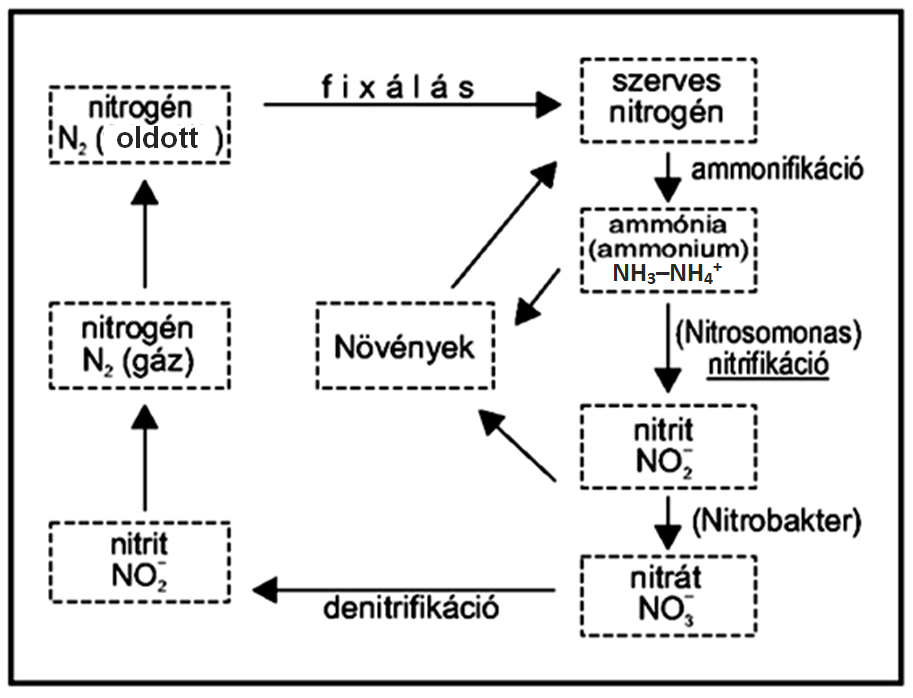 nitrogén
N₂ ( oldott )
fixálás
szerves
nitrogén
ammonifikáció
ammónia
(ammonium)
NH₃–NH₄⁺
nitrogén
N₂ (gáz)
Növények
(Nitrosomonas)
nitrifikáció
nitrit
NO₂⁻
(Nitrobakter)
nitrit
NO₂⁻
denitrifikáció
nitrát
NO₃⁻